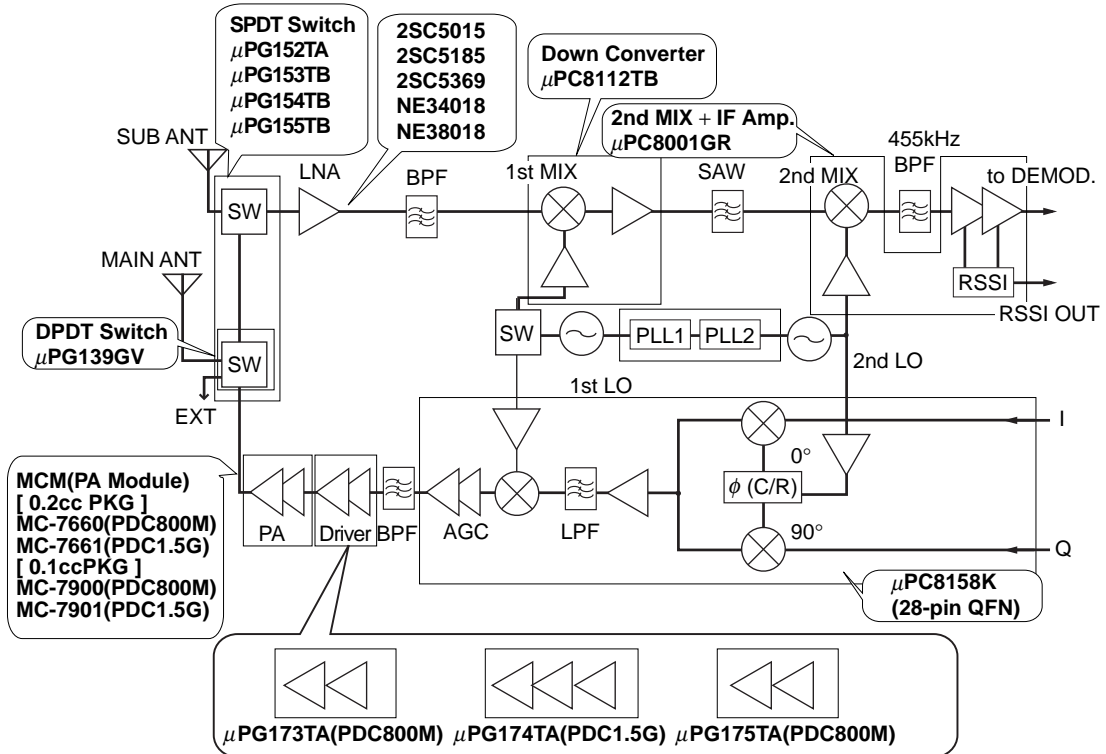 SPDT Switch
μPG152TA
μPG153TB
μPG154TB
μPG155TB
2SC5015
2SC5185
2SC5369
NE34018
NE38018
Down Converter
μPC8112TB
2nd MIX + IF Amp.
μPC8001GR
455kHz
BPF
SUB ANT
LNA
BPF
1st MIX
SAW
2nd MIX
to DEMOD.
SW
MAIN ANT
RSSI
RSSI OUT
DPDT Switch
μPG139GV
SW
SW
PLL1
PLL2
2nd LO
1st LO
EXT
I
0°
φ (C/R)
90°
Q
MCM(PA Module)
[ 0.2cc PKG ]
MC-7660(PDC800M)
MC-7661(PDC1.5G)
[ 0.1ccPKG ]
MC-7900(PDC800M)
MC-7901(PDC1.5G)
PA
Driver
BPF
AGC
LPF
μPC8158K
(28-pin QFN)
μPG173TA(PDC800M)
μPG174TA(PDC1.5G)
μPG175TA(PDC800M)